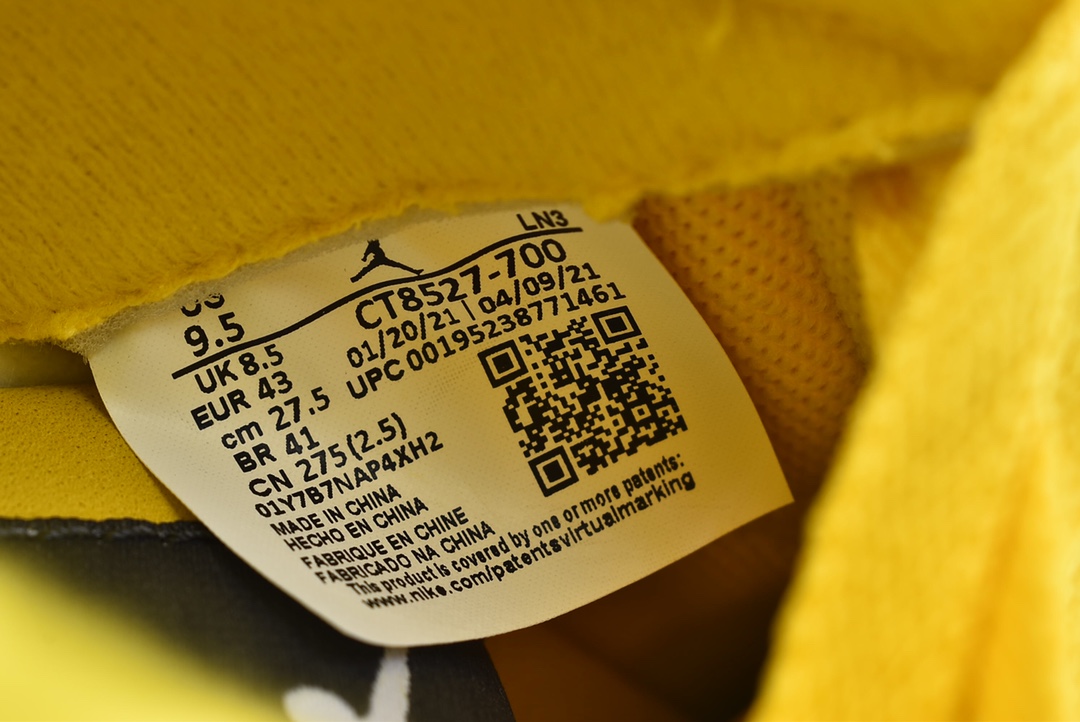 LN3
US
9.5
CT8527-700
01/20/21 | 04/09/21
UPC 00195238771461
UK 8.5
EUR 43
cm 27.5
BR 41
CN 275(2.5)
01Y7B7NAP4XH2
MADE IN CHINA
HECHO EN CHINA
FABRIQUE EN CHINE
FABRICADO NA CHINA
This product is covered by one or more patents:
www.nike.com/patentsvirtualmarking